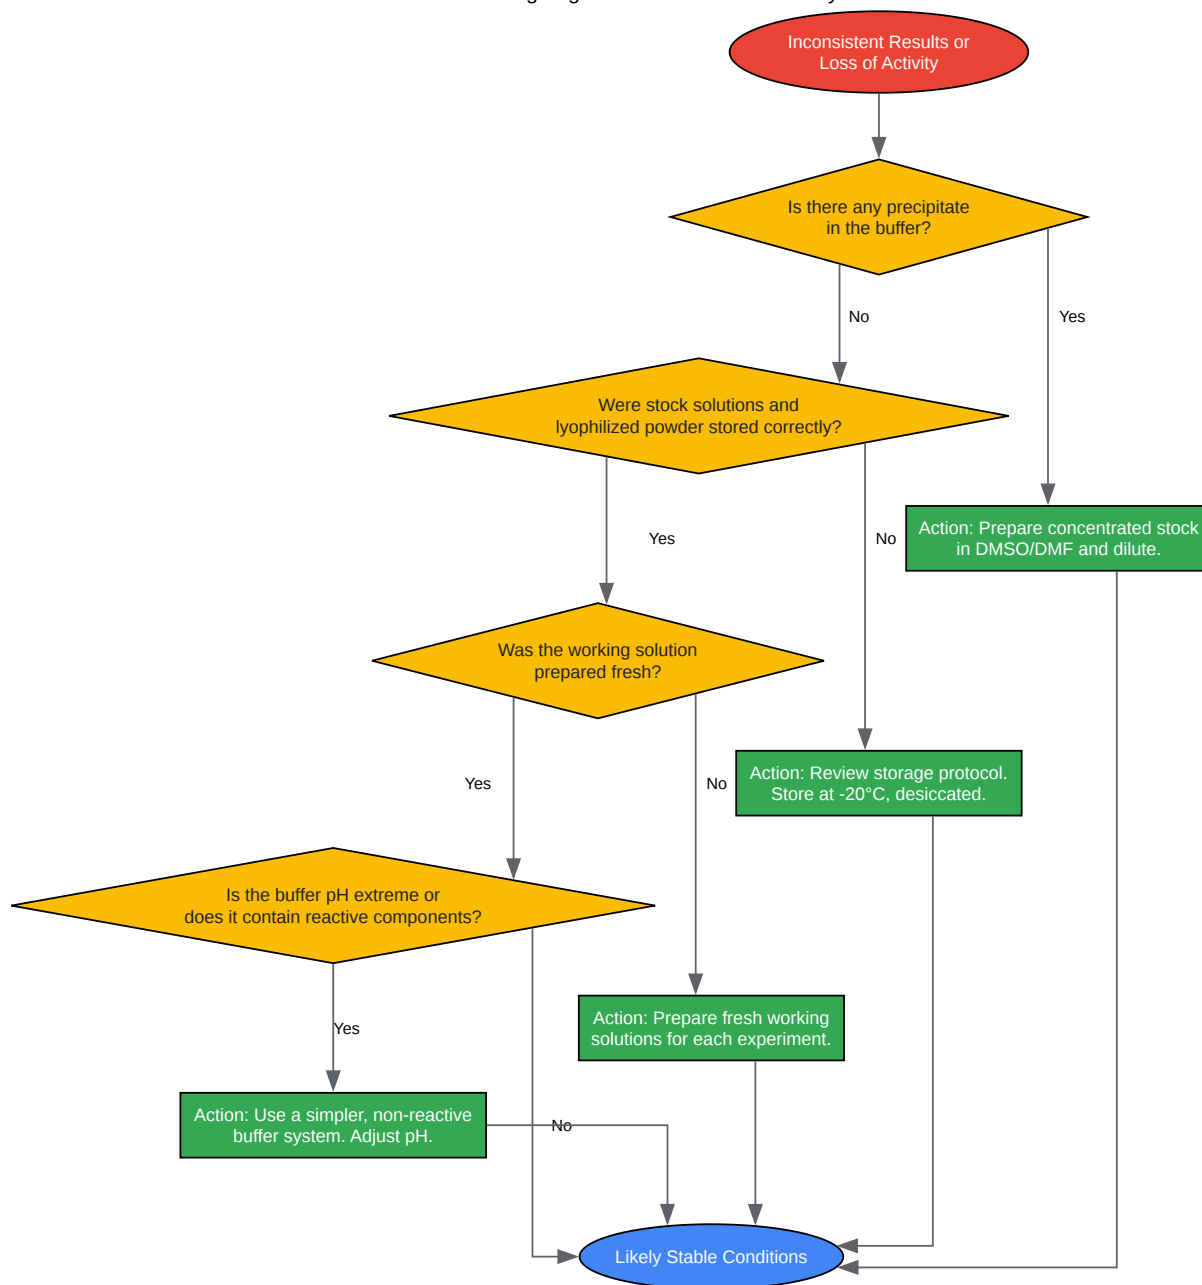 Inconsistent Results or
Loss of Activity
Is there any precipitate
in the buffer?
No
Yes
Were stock solutions and
lyophilized powder stored correctly?
Yes
No
Action: Prepare concentrated stock
in DMSO/DMF and dilute.
Was the working solution
prepared fresh?
Yes
No
Action: Review storage protocol.
Store at -20°C, desiccated.
Is the buffer pH extreme or
does it contain reactive components?
Yes
Action: Prepare fresh working
solutions for each experiment.
Action: Use a simpler, non-reactive
buffer system. Adjust pH.
No
Likely Stable Conditions